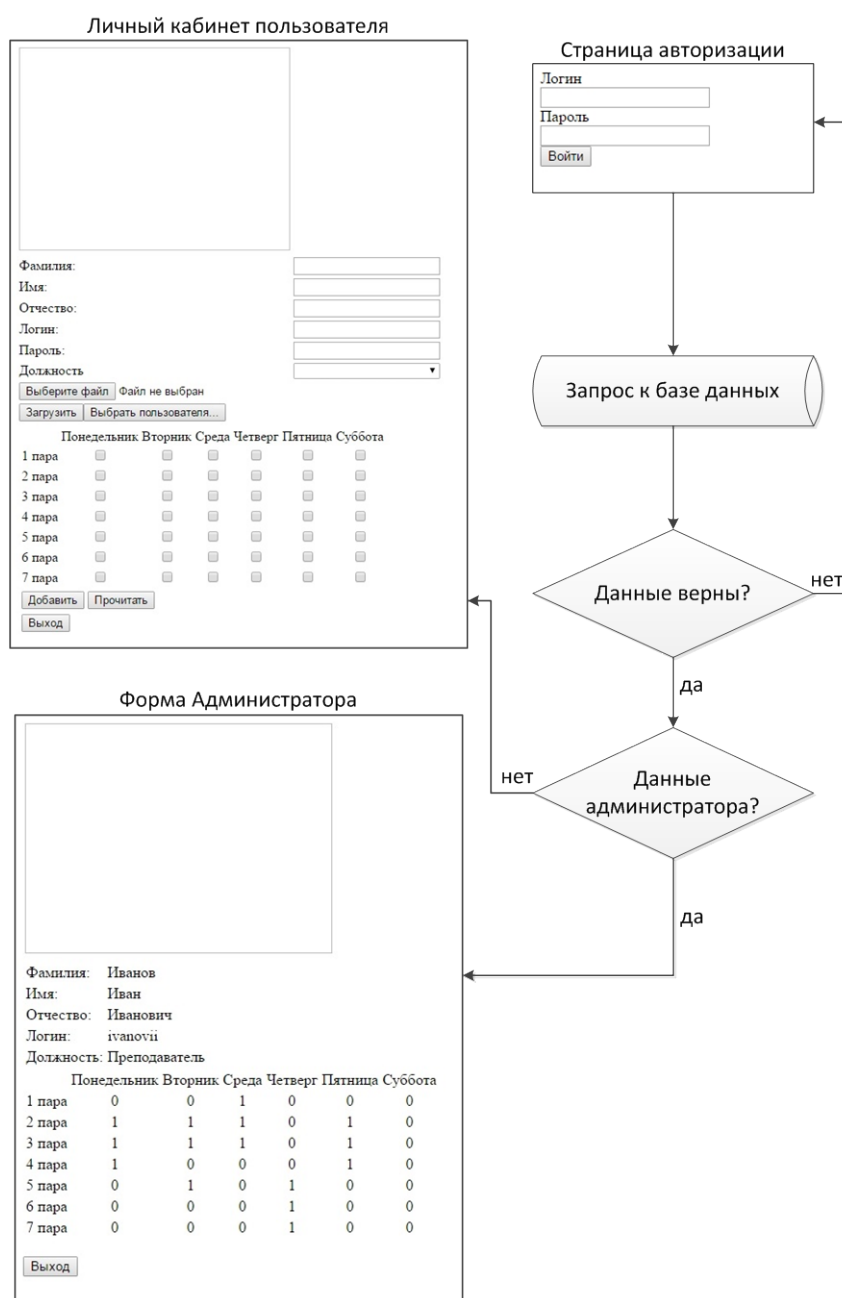 Личный кабинет пользователя
Фамилия:
Имя:
Отчество:
Логин:
Пароль:
Должность
Выберите файл Файл не выбран
Загрузить Выбрать пользователя...
Понедельник Вторник Среда Четверг Пятница Суббота
1 пара
2 пара
3 пара
4 пара
5 пара
6 пара
7 пара
Добавить Прочитать
Выход
Страница авторизации
Логин
Пароль
Войти
Запрос к базе данных
Данные верны?
нет
да
Данные
администратора?
нет
да
Форма Администратора
Фамилия: Иванов
Имя: Иван
Отчество: Иванович
Логин: ivanovii
Должность: Преподаватель
Понедельник Вторник Среда Четверг Пятница Суббота
1 пара 0 0 1 0 0 0
2 пара 1 1 1 0 1 0
3 пара 1 1 1 0 1 0
4 пара 1 0 0 0 1 0
5 пара 0 1 0 1 0 0
6 пара 0 0 0 1 0 0
7 пара 0 0 0 1 0 0
Выход